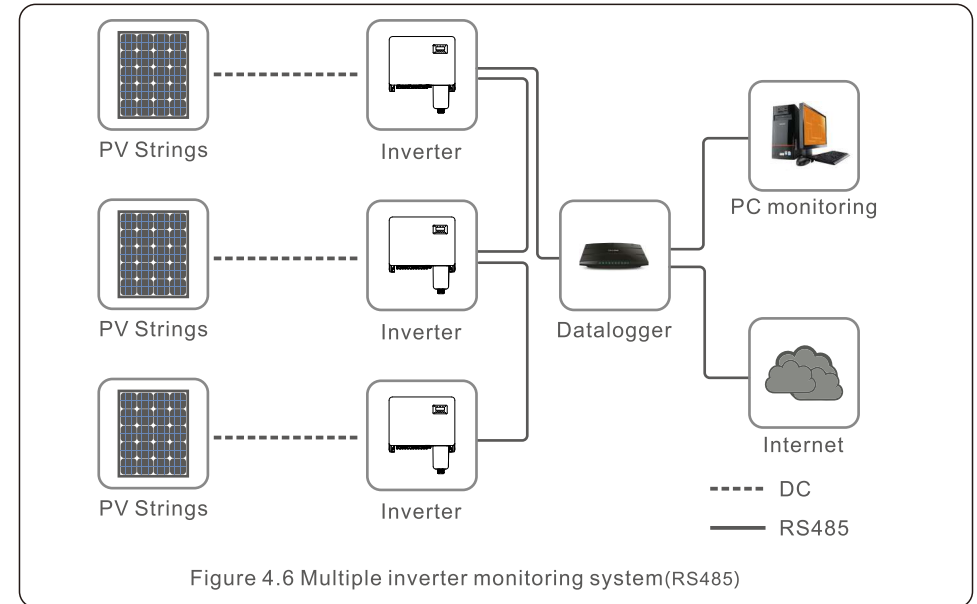 PV Strings
Inverter
PC monitoring
PV Strings
Inverter
Datalogger
Internet
PV Strings
Inverter
DC
RS485
Figure 4.6 Multiple inverter monitoring system(RS485)